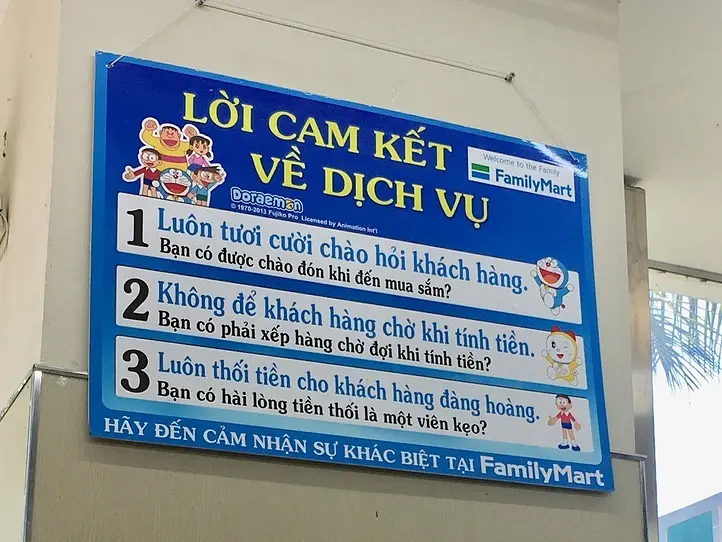 LỜI CAM KẾT
VỀ DỊCH VỤ
Welcome to the Family
FamilyMart
Doraemon
© 1970-2013 Fujiko Pro Licensed by Animation Int'l
1 Luôn tươi cười chào hỏi khách hàng.
Bạn có được chào đón khi đến mua sắm?
2 Không để khách hàng chờ khi tính tiền.
Bạn có phải xếp hàng chờ đợi khi tính tiền?
3 Luôn thối tiền cho khách hàng đàng hoàng.
Bạn có hài lòng tiền thối là một viên kẹo?
HÃY ĐẾN CẢM NHẬN SỰ KHÁC BIỆT TẠI FamilyMart